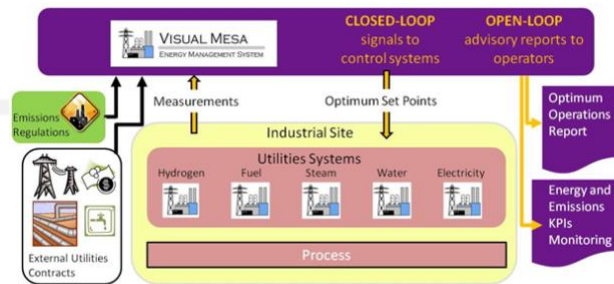 VISUAL MESA
ENERGY MANAGEMENT SYSTEM
CLOSED-LOOP
signals to
control systems
OPEN-LOOP
advisory reports to
operators
Emissions
Regulations
Measurements
Optimum Set Points
Optimum
Operations
Report
Industrial Site
Utilities Systems
Hydrogen
Fuel
Steam
Water
Electricity
Energy and
Emissions
KPIs
Monitoring
Process
External Utilities
Contracts